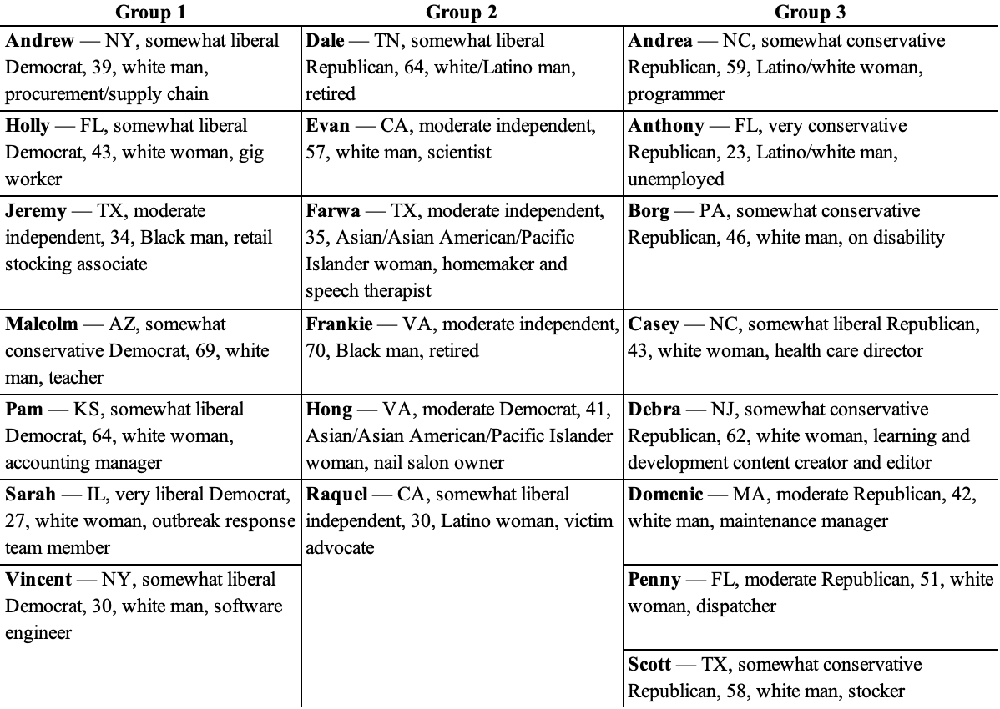 Group 1
Group 2
Group 3
Andrew — NY, somewhat liberal
Democrat, 39, white man,
procurement/supply chain
Dale — TN, somewhat liberal
Republican, 64, white/Latino man,
retired
Andrea — NC, somewhat conservative
Republican, 59, Latino/white woman,
programmer
Holly — FL, somewhat liberal
Democrat, 43, white woman, gig
worker
Evan — CA, moderate independent,
57, white man, scientist
Anthony — FL, very conservative
Republican, 23, Latino/white man,
unemployed
Jeremy — TX, moderate
independent, 34, Black man, retail
stocking associate
Farwa — TX, moderate independent,
35, Asian/Asian American/Pacific
Islander woman, homemaker and
speech therapist
Borg — PA, somewhat conservative
Republican, 46, white man, on disability
Malcolm — AZ, somewhat
conservative Democrat, 69, white
man, teacher
Frankie — VA, moderate independent,
70, Black man, retired
Casey — NC, somewhat liberal Republican,
43, white woman, health care director
Pam — KS, somewhat liberal
Democrat, 64, white woman,
accounting manager
Hong — VA, moderate Democrat, 41,
Asian/Asian American/Pacific Islander
woman, nail salon owner
Debra — NJ, somewhat conservative
Republican, 62, white woman, learning and
development content creator and editor
Sarah — IL, very liberal Democrat,
27, white woman, outbreak response
team member
Raquel — CA, somewhat liberal
independent, 30, Latino woman, victim
advocate
Domenic — MA, moderate Republican, 42,
white man, maintenance manager
Vincent — NY, somewhat liberal
Democrat, 30, white man, software
engineer
Penny — FL, moderate Republican, 51, white
woman, dispatcher
Scott — TX, somewhat conservative
Republican, 58, white man, stocker